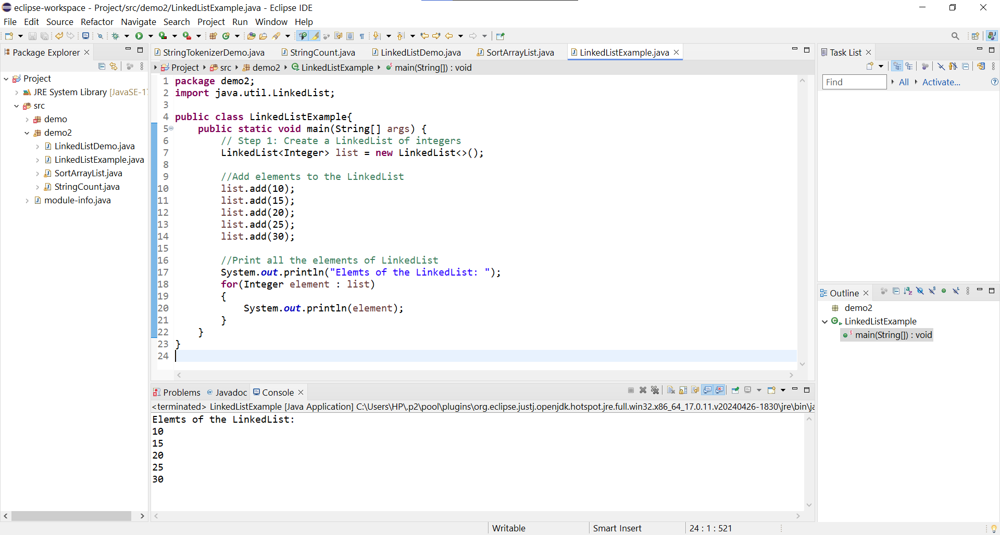 eclipse-workspace - Project/src/demo2/LinkedListExample.java - Eclipse IDE
File Edit Source Refactor Navigate Search Project Run Window Help
Package Explorer
Project
JRE System Library [JavaSE-17
src
demo
demo2
LinkedListDemo.java
LinkedListExample.java
SortArrayList.java
StringCount.java
module-info.java
StringTokenizerDemo.java StringCount.java LinkedListDemo.java SortArrayList.java LinkedListExample.java
Project src demo2 LinkedListExample main(String[]) : void
1 package demo2;
2 import java.util.LinkedList;
3
4 public class LinkedListExample{
5 public static void main(String[] args) {
6 // Step 1: Create a LinkedList of integers
7 LinkedList<Integer> list = new LinkedList<>();
8
9 //Add elements to the LinkedList
10 list.add(10);
11 list.add(15);
12 list.add(20);
13 list.add(25);
14 list.add(30);
15
16 //Print all the elements of LinkedList
17 System.out.println("Elemts of the LinkedList: ");
18 for(Integer element : list)
19 {
20 System.out.println(element);
21 }
22 }
23 }
24
Problems @ Javadoc Console
<terminated> LinkedListExample [Java Application] C:\Users\HP\.p2\pool\plugins\org.eclipse.justj.openjdk.hotspot.jre.full.win32.x86_64_17.0.11.v20240426-1830\jre\bin\ja
Elemts of the LinkedList:
10
15
20
25
30
Task List
Find All Activate...
Outline
demo2
LinkedListExample
main(String[]) : void
Writable Smart Insert 24 : 1 : 521